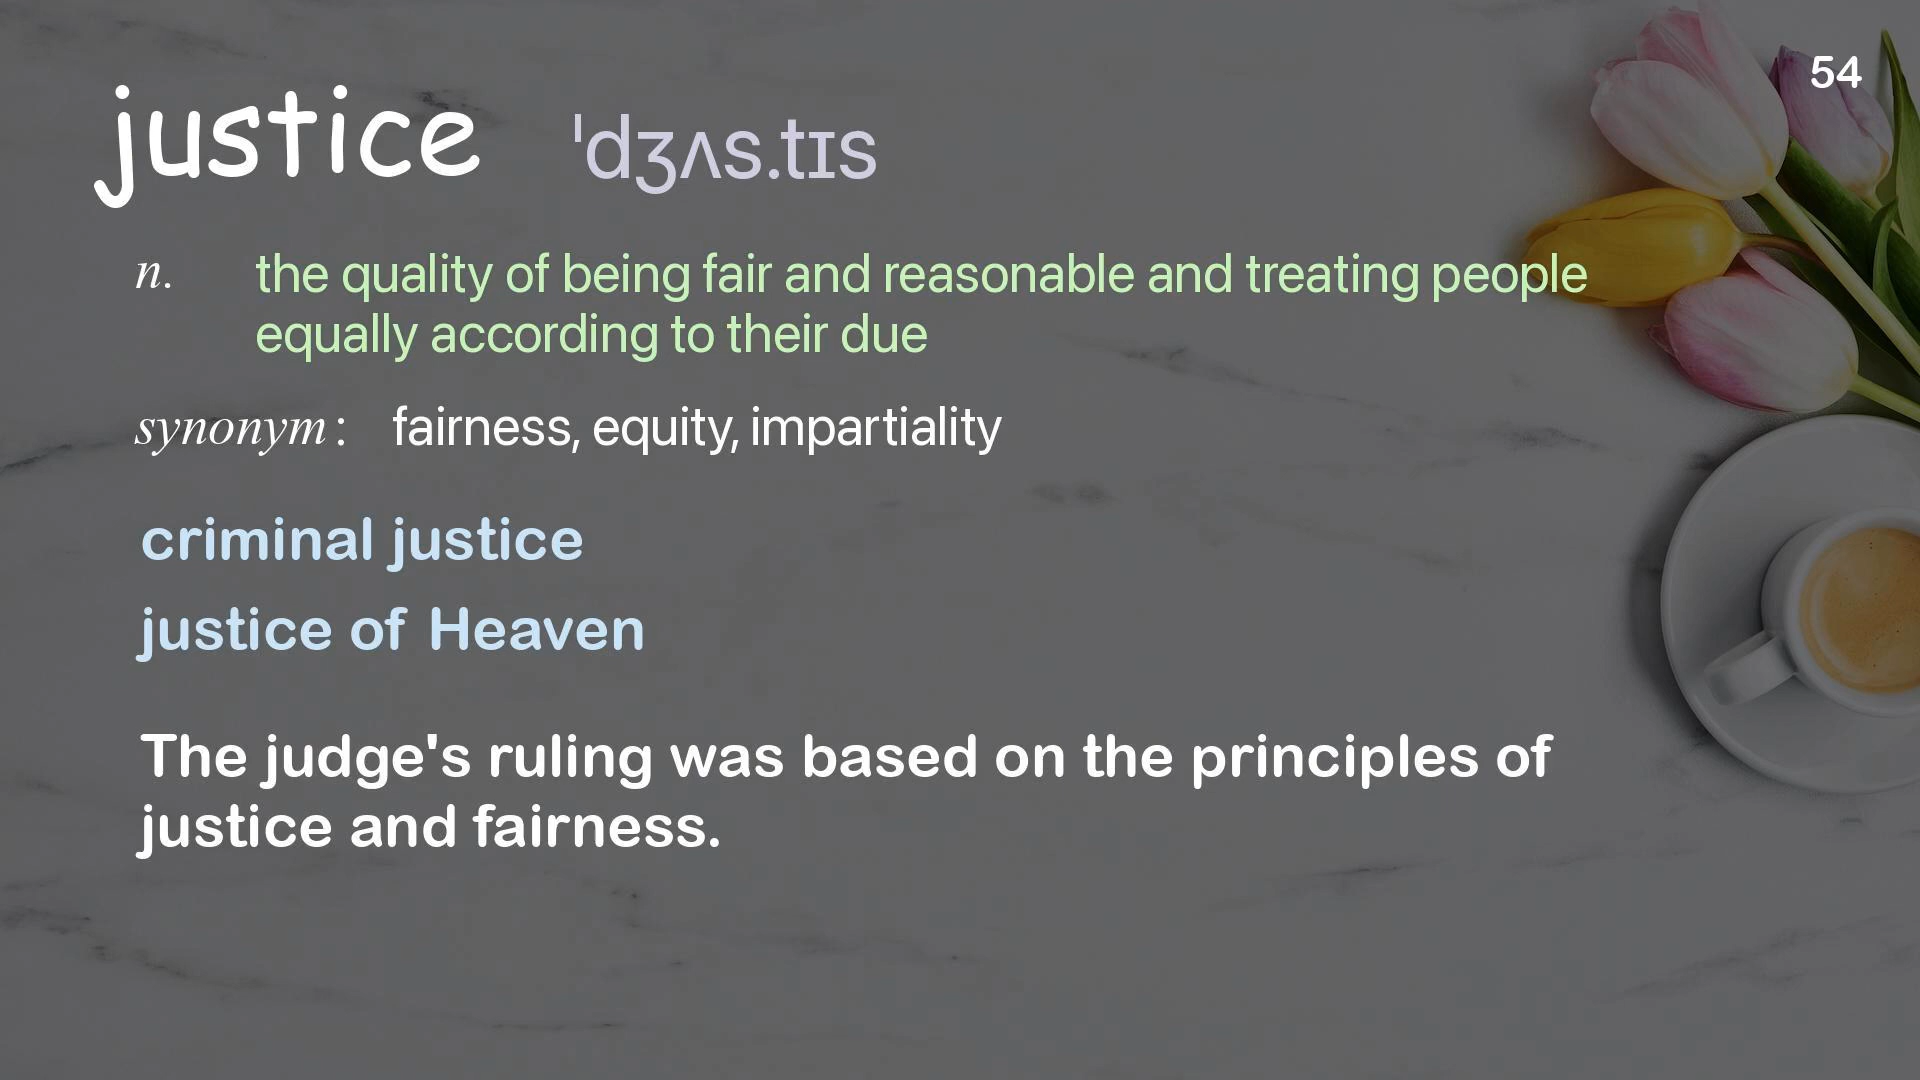 54
justice ˈdʒʌs.tɪs
n. the quality of being fair and reasonable and treating people
equally according to their due
synonym: fairness, equity, impartiality
criminal justice
justice of Heaven
The judge's ruling was based on the principles of
justice and fairness.